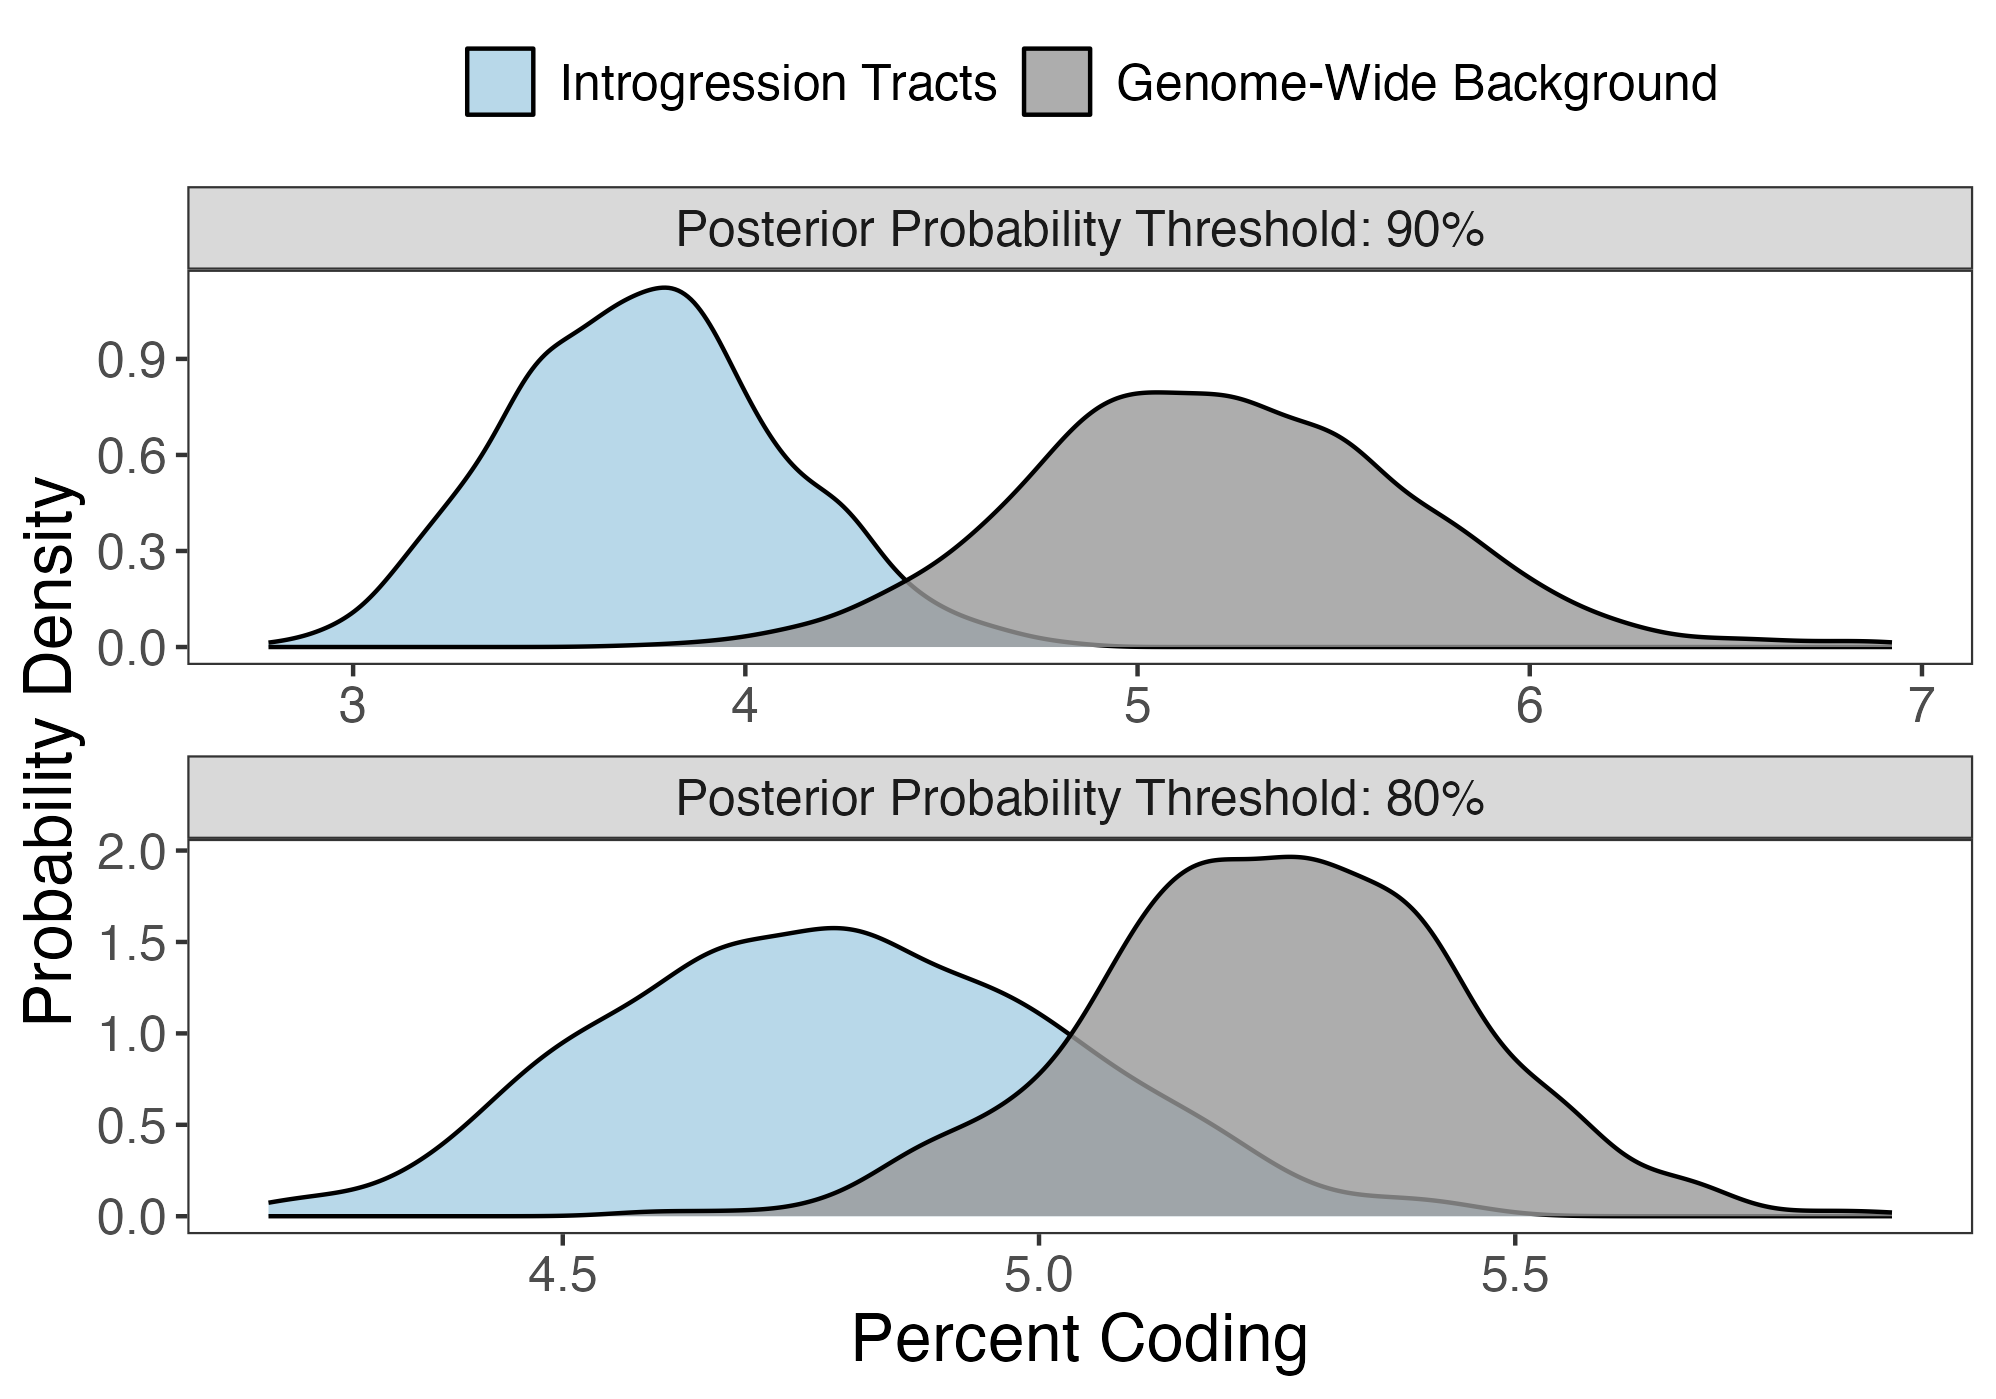 Introgression Tracts Genome-Wide Background
Posterior Probability Threshold: 90%
0.9
0.6
0.3
0.0
3 4 5 6 7
Probability Density
Posterior Probability Threshold: 80%
2.0
1.5
1.0
0.5
0.0
4.5 5.0 5.5
Percent Coding